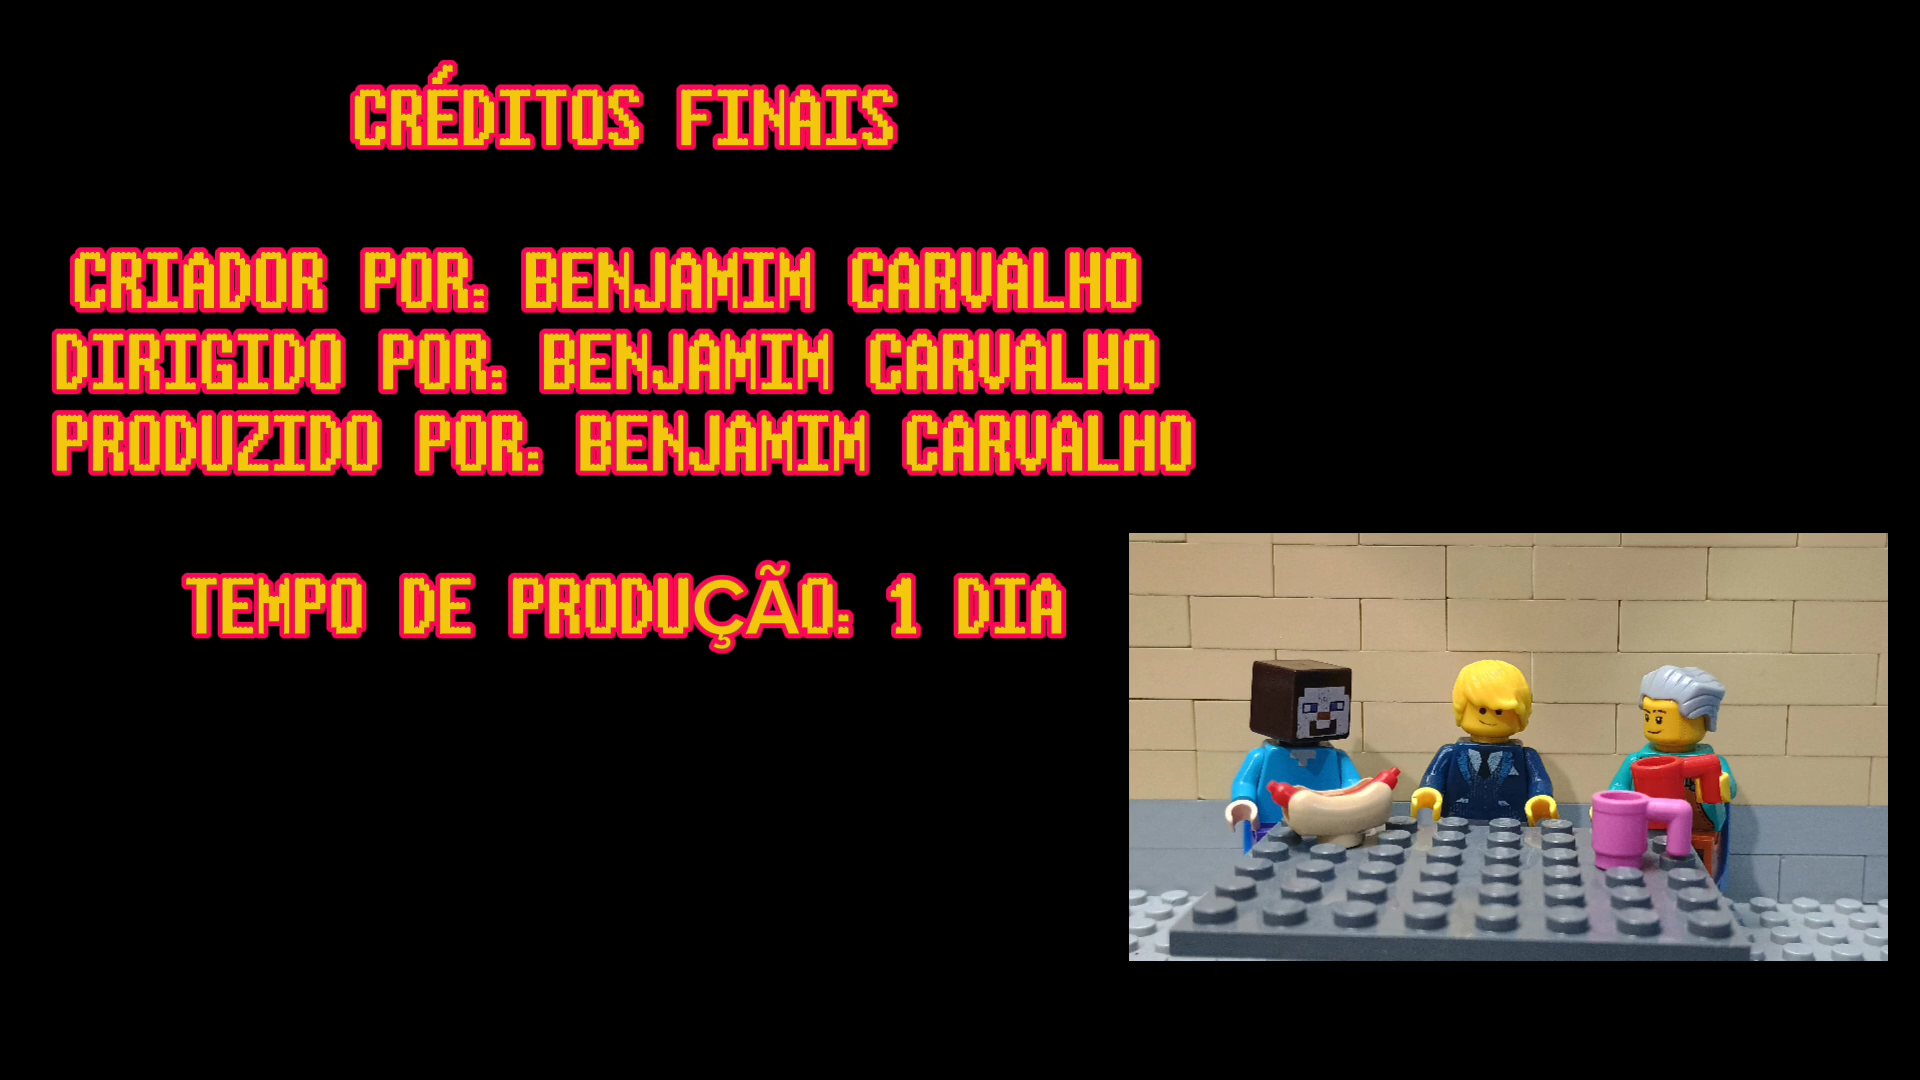 CRÉDITOS FINAIS
CRIADOR POR: BENJAMIM CARVALHO
DIRIGIDO POR: BENJAMIM CARVALHO
PRODUZIDO POR: BENJAMIM CARVALHO
TEMPO DE PRODUÇÃO: 1 DIA